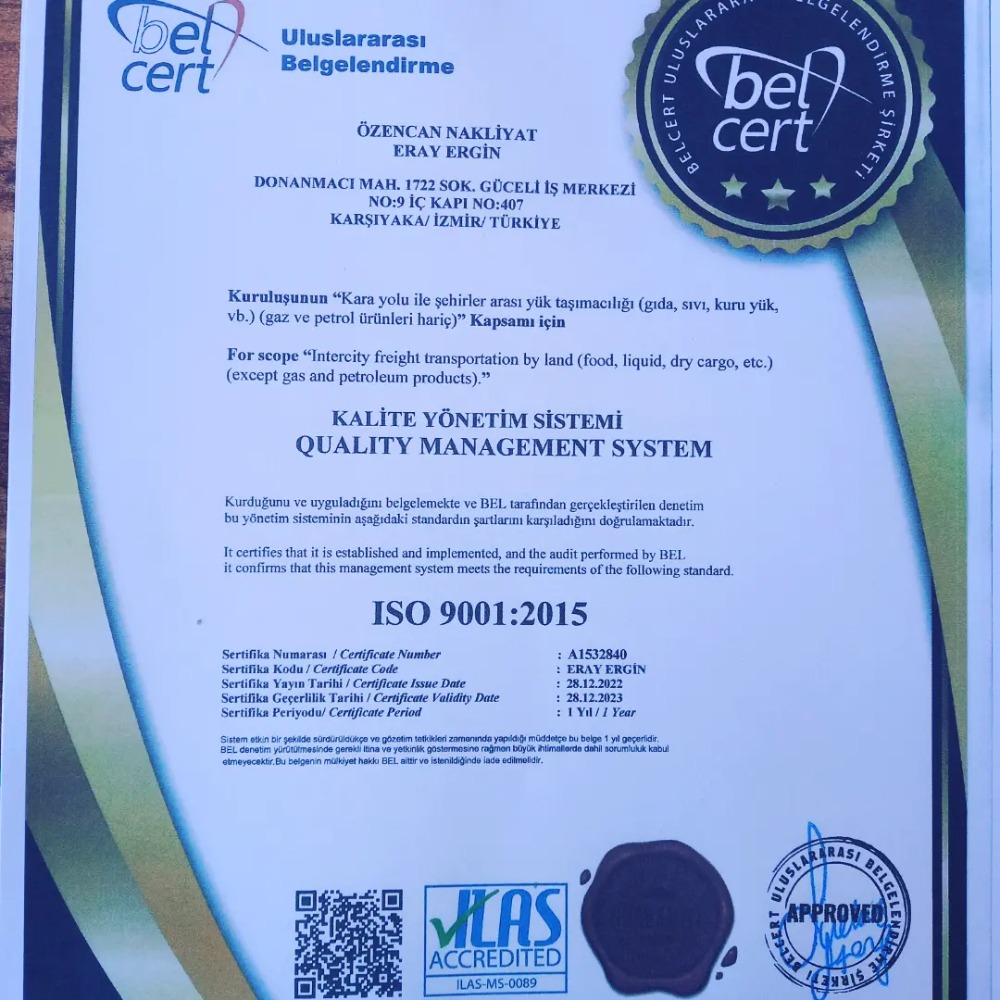 bel cert
Uluslararası
Belgelendirme
BELCERT ULUSLARARASI BELGELENDİRME ŞİRKETİ
bel cert
ÖZENCAN NAKLİYAT
ERAY ERGİN
DONANMACI MAH. 1722 SOK. GÜCELİ İŞ MERKEZİ
NO:9 İÇ KAPI NO:407
KARŞIYAKA/ İZMİR/ TÜRKİYE
Kuruluşunun “Kara yolu ile şehirler arası yük taşımacılığı (gıda, sıvı, kuru yük,
vb.) (gaz ve petrol ürünleri hariç)” Kapsamı için
For scope “Intercity freight transportation by land (food, liquid, dry cargo, etc.)
(except gas and petroleum products).”
KALİTE YÖNETİM SİSTEMİ
QUALITY MANAGEMENT SYSTEM
Kurduğunu ve uyguladığını belgelemekte ve BEL tarafından gerçekleştirilen denetim
bu yönetim sisteminin aşağıdaki standardın şartlarını karşıladığını doğrulamaktadır.
It certifies that it is established and implemented, and the audit performed by BEL
it confirms that this management system meets the requirements of the following standard.
ISO 9001:2015
Sertifika Numarası / Certificate Number : A1532840
Sertifika Kodu / Certificate Code : ERAY ERGİN
Sertifika Yayın Tarihi / Certificate Issue Date : 28.12.2022
Sertifika Geçerlilik Tarihi / Certificate Validity Date : 28.12.2023
Sertifika Periyodu/ Certificate Period : 1 Yıl / 1 Year
Sistem etkin bir şekilde sürdürüldükçe ve gözetim tetkikleri zamanında yapıldığı müddetçe bu belge 1 yıl geçerlidir.
BEL denetim yürütülmesinde gerekli itina ve yetkinlik göstermesine rağmen büyük ihtimallerde dahil sorumluluk kabul
etmeyecektir.Bu belgenin mülkiyet hakkı BEL aittir ve istenildiğinde iade edilmelidir.
ILAS
ACCREDITED
ILAS-MS-0089
BELCERT ULUSLARARASI BELGELENDİRME ŞİRKETİ
APPROVED